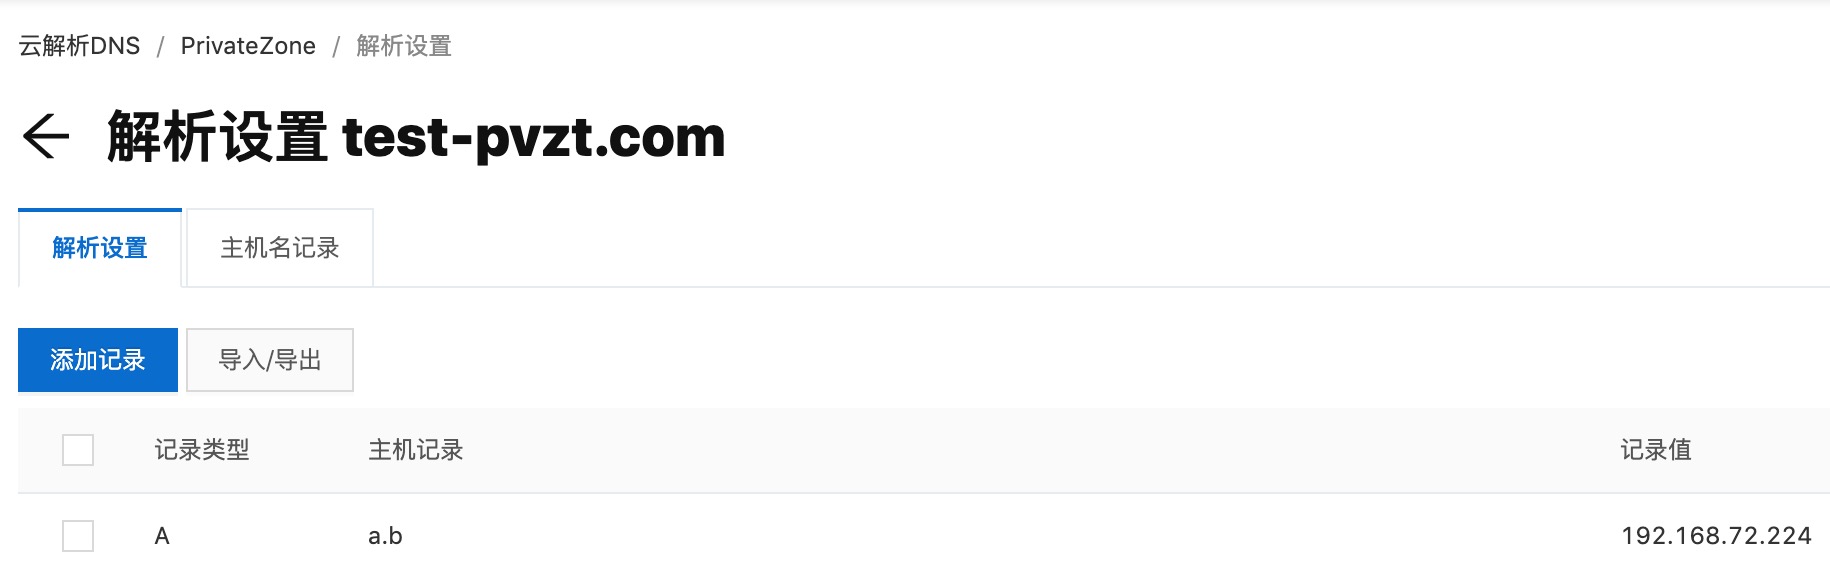 云解析DNS / PrivateZone / 解析设置
解析设置 test-pvzt.com
解析设置 主机名记录
添加记录 导入/导出
记录类型 主机记录 记录值
A a.b 192.168.72.224